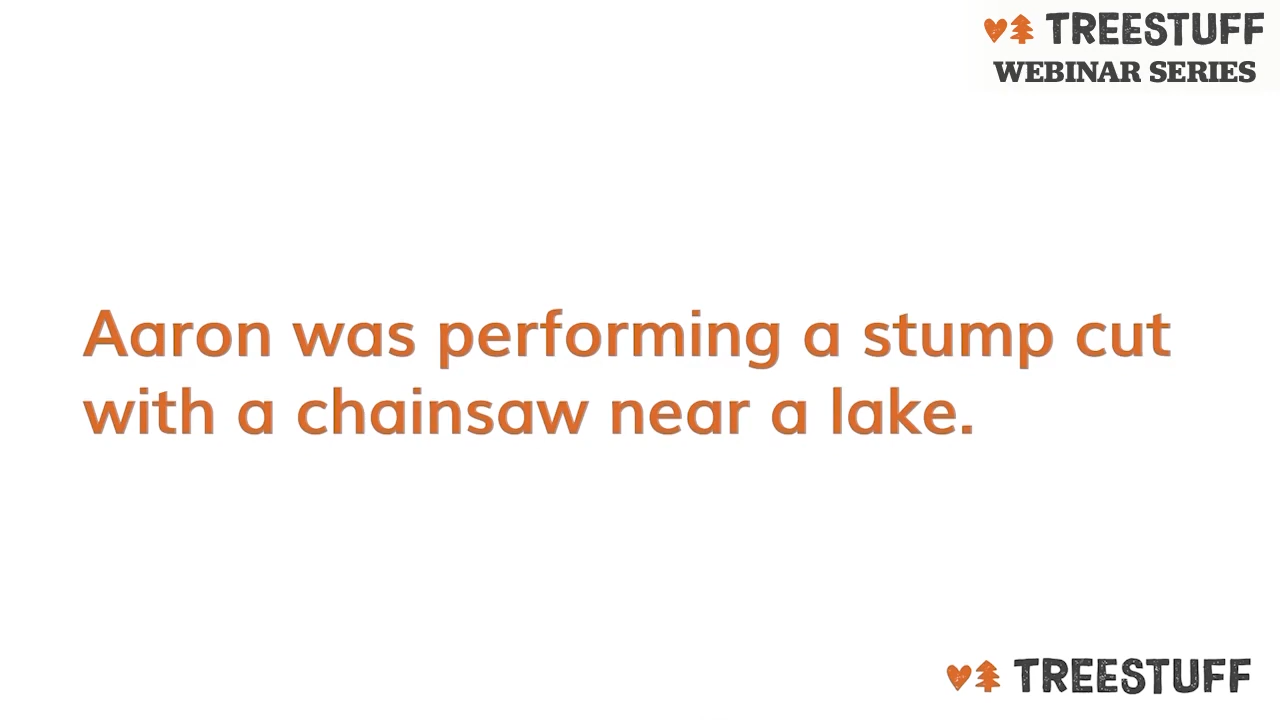 TREESTUFF
WEBINAR SERIES
Aaron was performing a stump cut
with a chainsaw near a lake.
TREESTUFF